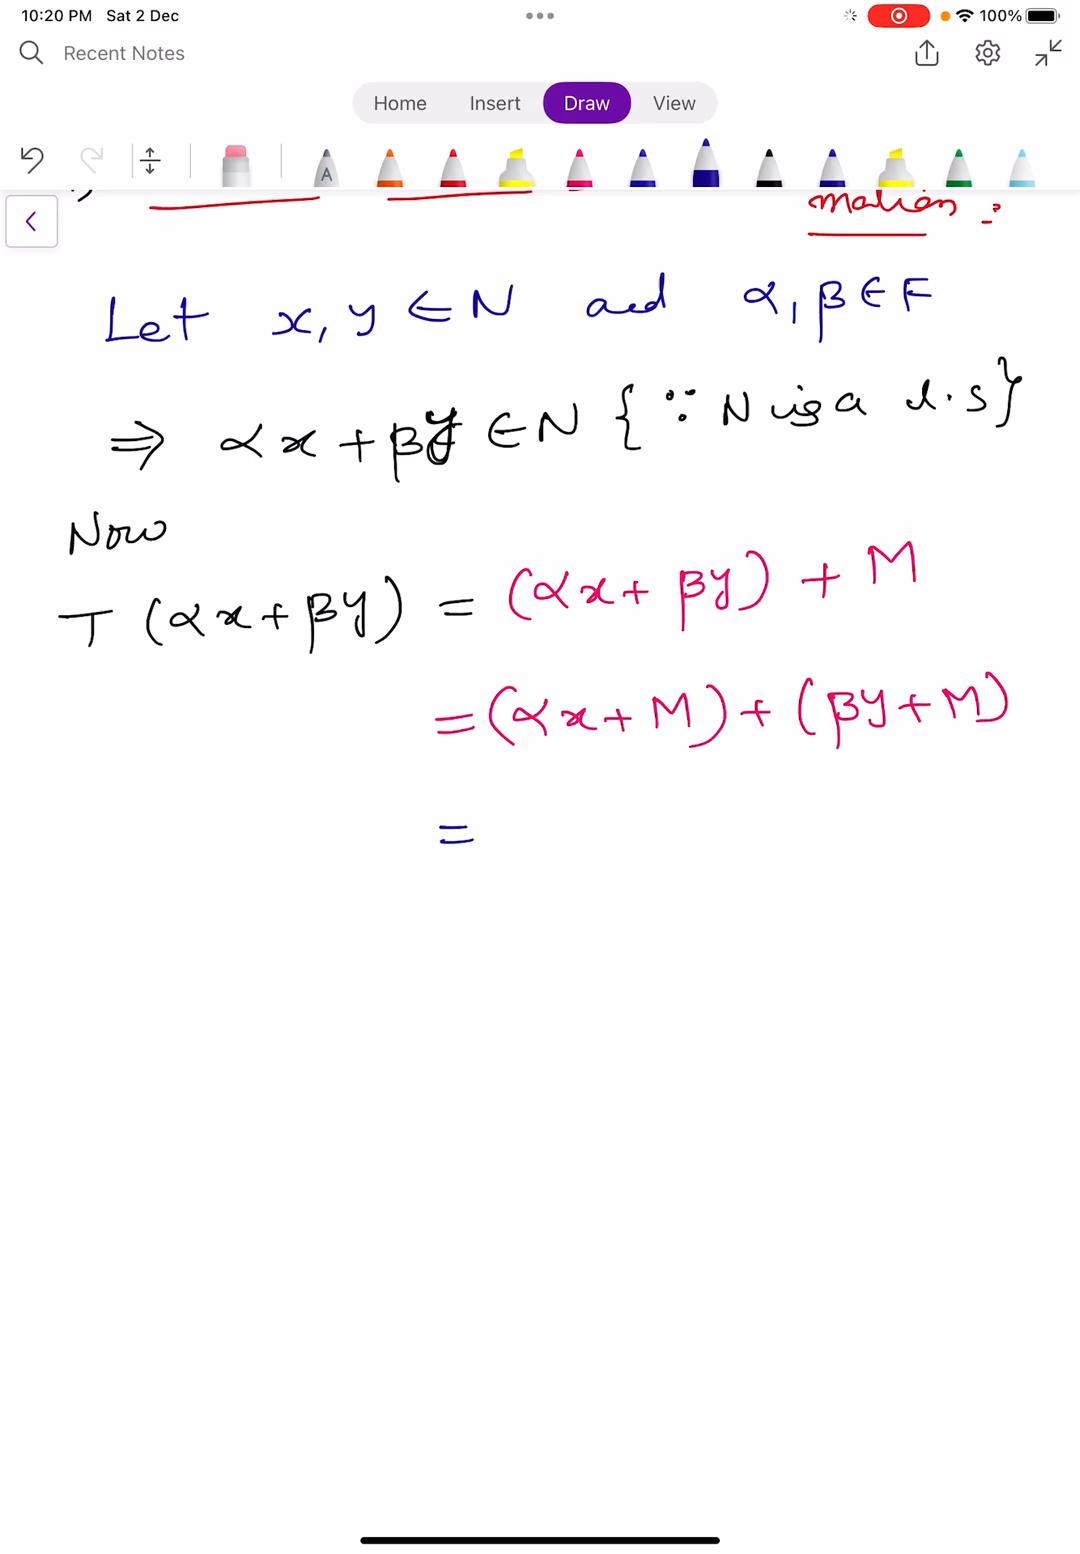 10:20 PM Sat 2 Dec 100%
Recent Notes
Home Insert Draw View
A
mation :
Let x, y ∈ N and α, β ∈ F
⇒ αx + βy ∈ N { ∵ N is a l.s }
Now
T (αx + βy) = (αx + βy) + M
= (αx + M) + (βy + M)
=